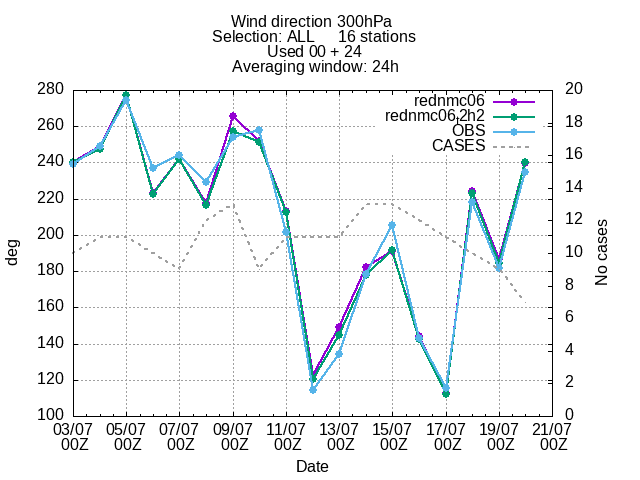 Wind direction 300hPa
Selection: ALL 16 stations
Used 00 + 24
Averaging window: 24h
280
260
240
220
200
180
160
140
120
100
deg
20
18
16
14
12
10
8
6
4
2
0
No cases
rednmc06
rednmc06.2h2
OBS
CASES
03/07 05/07 07/07 09/07 11/07 13/07 15/07 17/07 19/07 21/07
00Z 00Z 00Z 00Z 00Z 00Z 00Z 00Z 00Z 00Z
Date